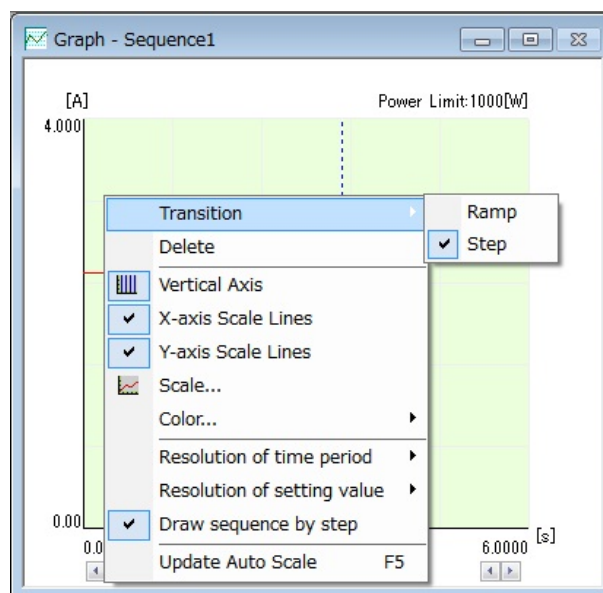 Graph - Sequence1
[A]
Power Limit:1000[W]
4.000
Transition
Ramp
Step
Delete
Vertical Axis
X-axis Scale Lines
Y-axis Scale Lines
Scale...
Color...
Resolution of time period
Resolution of setting value
Draw sequence by step
Update Auto Scale F5
0.00
0.0
6.0000 [s]